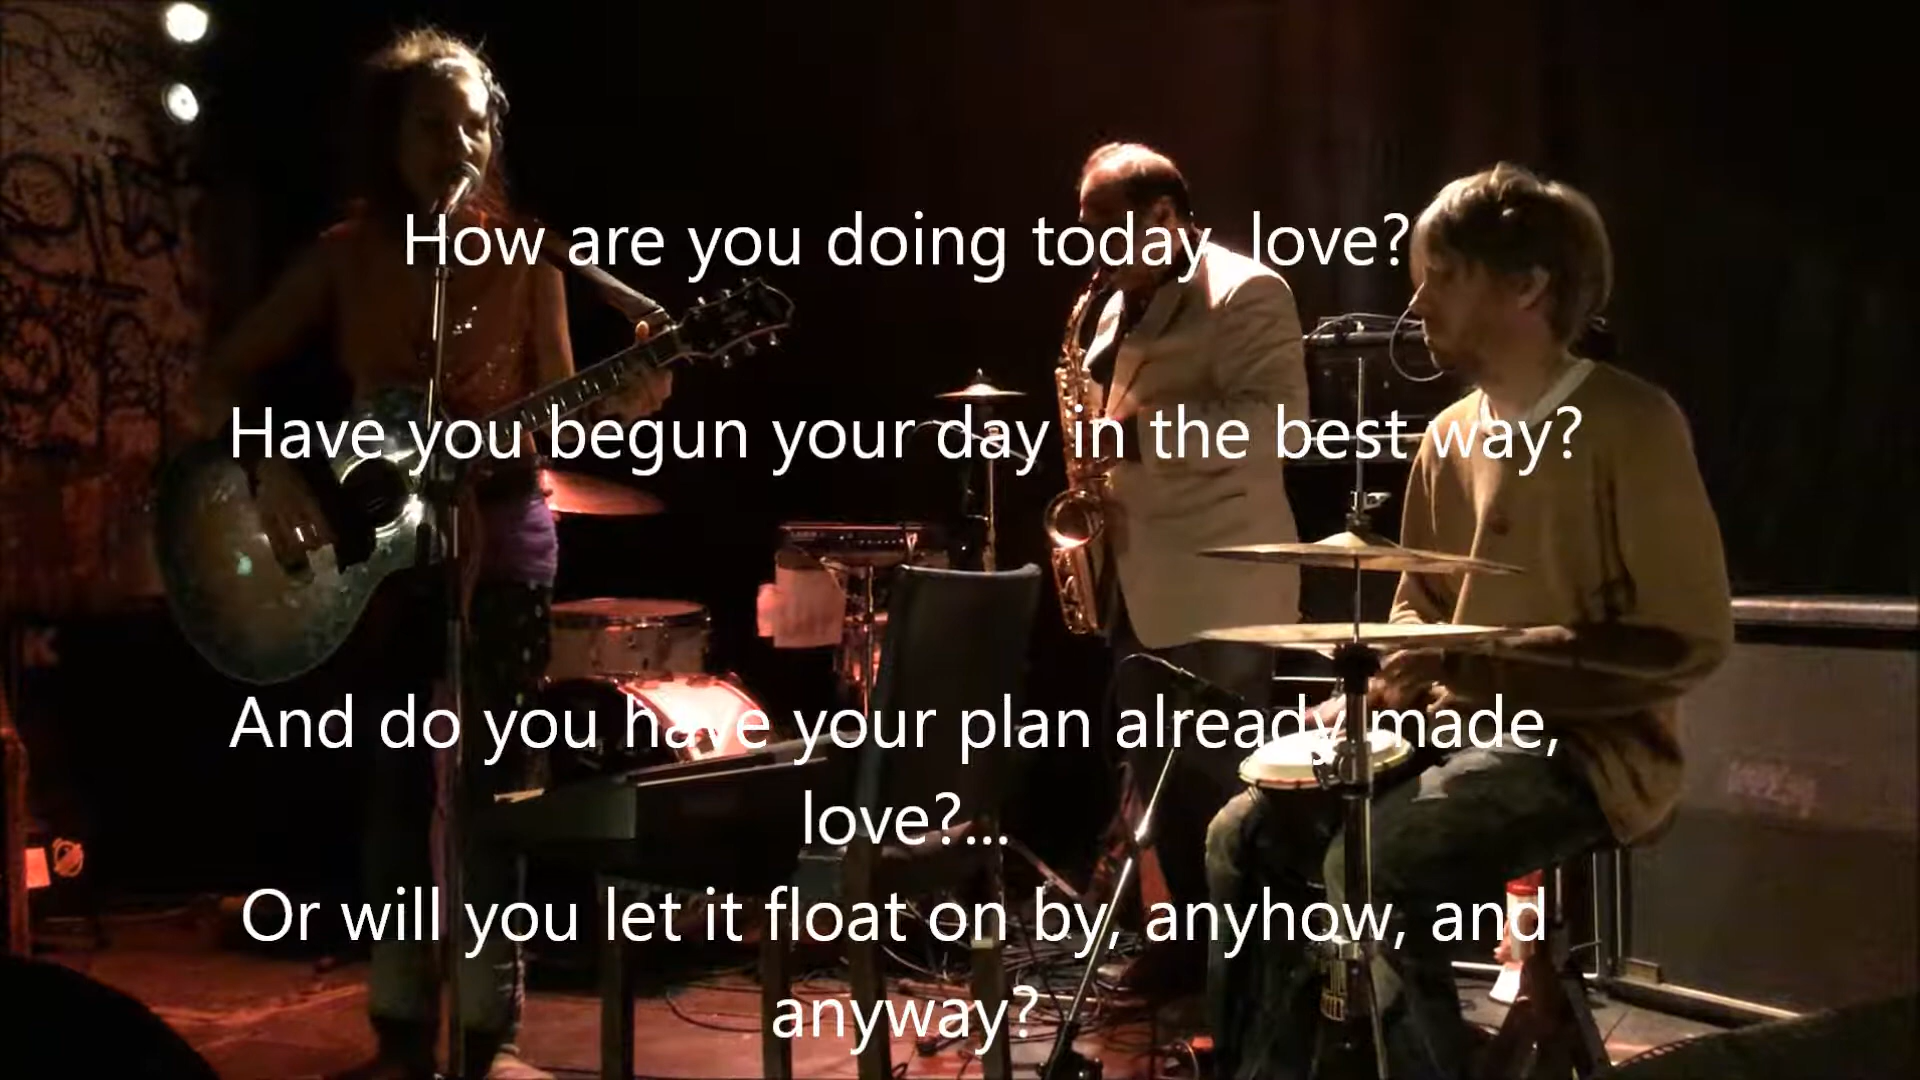 How are you doing today, love?
Have you begun your day in the best way?
And do you have your plan already made,
love?...
Or will you let it float on by, anyhow, and
anyway?